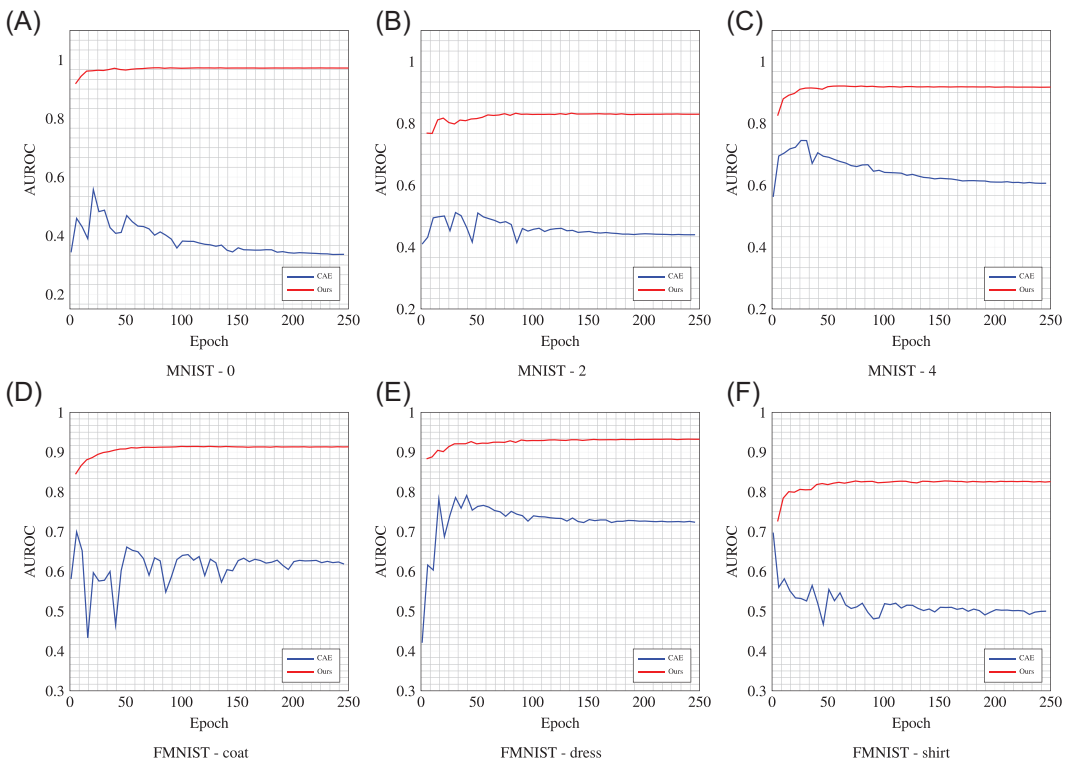 (A)
AUROC
1
0.8
0.6
0.4
0.2
0 50 100 150 200 250
Epoch
CAE
Ours
MNIST - 0
(B)
AUROC
1
0.8
0.6
0.4
0.2
0 50 100 150 200 250
Epoch
CAE
Ours
MNIST - 2
(C)
AUROC
1
0.8
0.6
0.4
0.2
0 50 100 150 200 250
Epoch
CAE
Ours
MNIST - 4
(D)
AUROC
1
0.9
0.8
0.7
0.6
0.5
0.4
0.3
0 50 100 150 200 250
Epoch
CAE
Ours
FMNIST - coat
(E)
AUROC
1
0.9
0.8
0.7
0.6
0.5
0.4
0.3
0 50 100 150 200 250
Epoch
CAE
Ours
FMNIST - dress
(F)
AUROC
1
0.9
0.8
0.7
0.6
0.5
0.4
0.3
0 50 100 150 200 250
Epoch
CAE
Ours
FMNIST - shirt